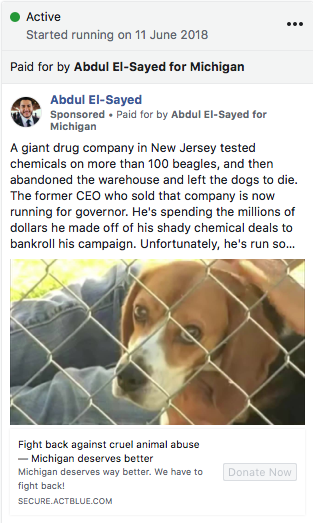 Active
Started running on 11 June 2018
Paid for by Abdul El-Sayed for Michigan
Abdul El-Sayed
Sponsored • Paid for by Abdul El-Sayed for
Michigan
A giant drug company in New Jersey tested
chemicals on more than 100 beagles, and then
abandoned the warehouse and left the dogs to die.
The former CEO who sold that company is now
running for governor. He's spending the millions of
dollars he made off of his shady chemical deals to
bankroll his campaign. Unfortunately, he's run so...
Fight back against cruel animal abuse
— Michigan deserves better
Michigan deserves way better. We have to
fight back!
Donate Now
SECURE.ACTBLUE.COM